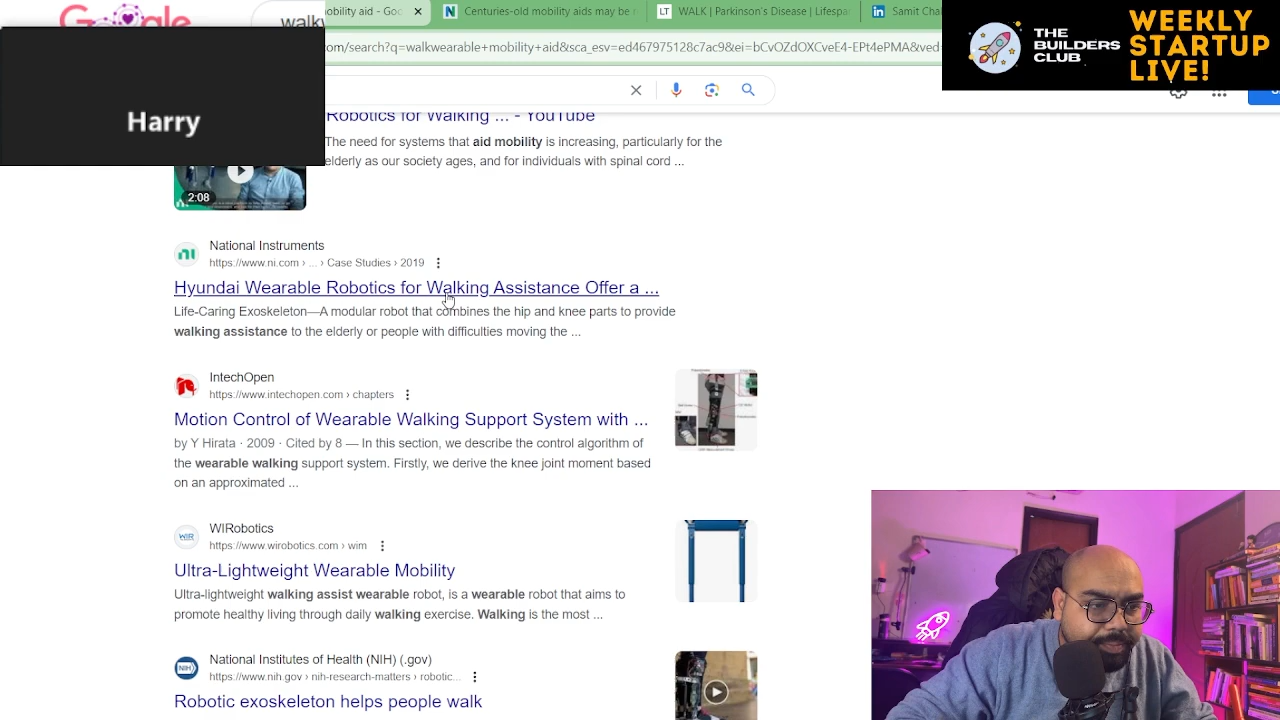 Google
walkw
obility aid - Goo
Centuries-old mobility aids may be r
WALK | Parkinson's Disease | Lu pa
Samit Cha
om/search?q=walkwearable+mobility+aid&sca_esv=ed467975128c7ac9&ei=bCvOZdOXCveE4-EPt4ePMA&ved=
THE
BUILDERS
CLUB
WEEKLY
STARTUP
LIVE!
Harry
Robotics for Walking ... - YouTube
The need for systems that aid mobility is increasing, particularly for the
elderly as our society ages, and for individuals with spinal cord ...
2:08
National Instruments
https://www.ni.com › ... › Case Studies › 2019
Hyundai Wearable Robotics for Walking Assistance Offer a ...
Life-Caring Exoskeleton—A modular robot that combines the hip and knee parts to provide
walking assistance to the elderly or people with difficulties moving the ...
IntechOpen
https://www.intechopen.com › chapters
Motion Control of Wearable Walking Support System with ...
by Y Hirata · 2009 · Cited by 8 — In this section, we describe the control algorithm of
the wearable walking support system. Firstly, we derive the knee joint moment based
on an approximated ...
WIR
WIRobotics
https://www.wirobotics.com › wim
Ultra-Lightweight Wearable Mobility
Ultra-lightweight walking assist wearable robot, is a wearable robot that aims to
promote healthy living through daily walking exercise. Walking is the most ...
NIH
National Institutes of Health (NIH) (.gov)
https://www.nih.gov › nih-research-matters › robotic...
Robotic exoskeleton helps people walk